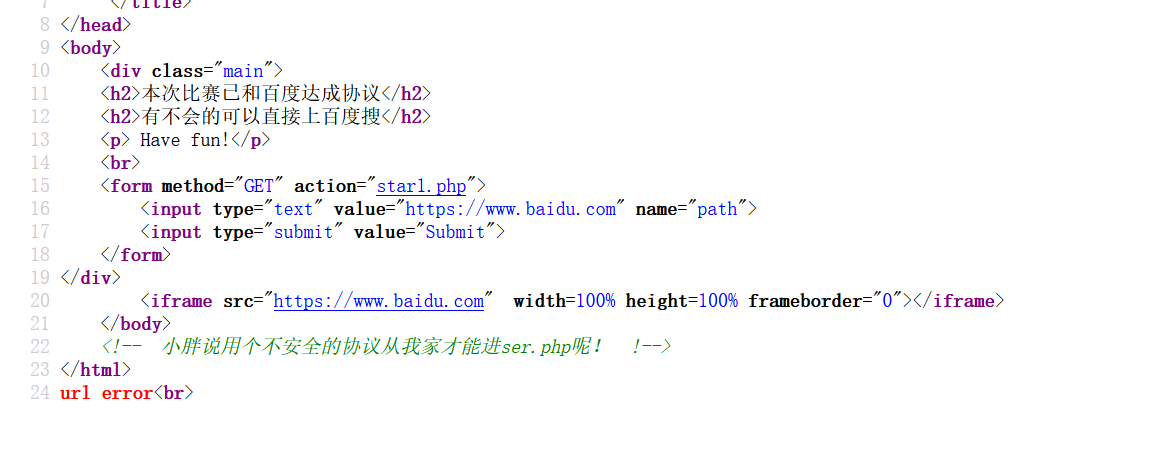 7 </title>
8 </head>
9 <body>
10 <div class="main">
11 <h2>本次比赛已和百度达成协议</h2>
12 <h2>有不会的可以直接上百度搜</h2>
13 <p> Have fun!</p>
14 <br>
15 <form method="GET" action="star1.php">
16 <input type="text" value="https://www.baidu.com" name="path">
17 <input type="submit" value="Submit">
18 </form>
19 </div>
20 <iframe src="https://www.baidu.com"  width=100% height=100% frameborder="0"></iframe>
21 </body>
22 <!--  小胖说用个不安全的协议从我家才能进ser.php呢！  !-->
23 </html>
24 url error<br>